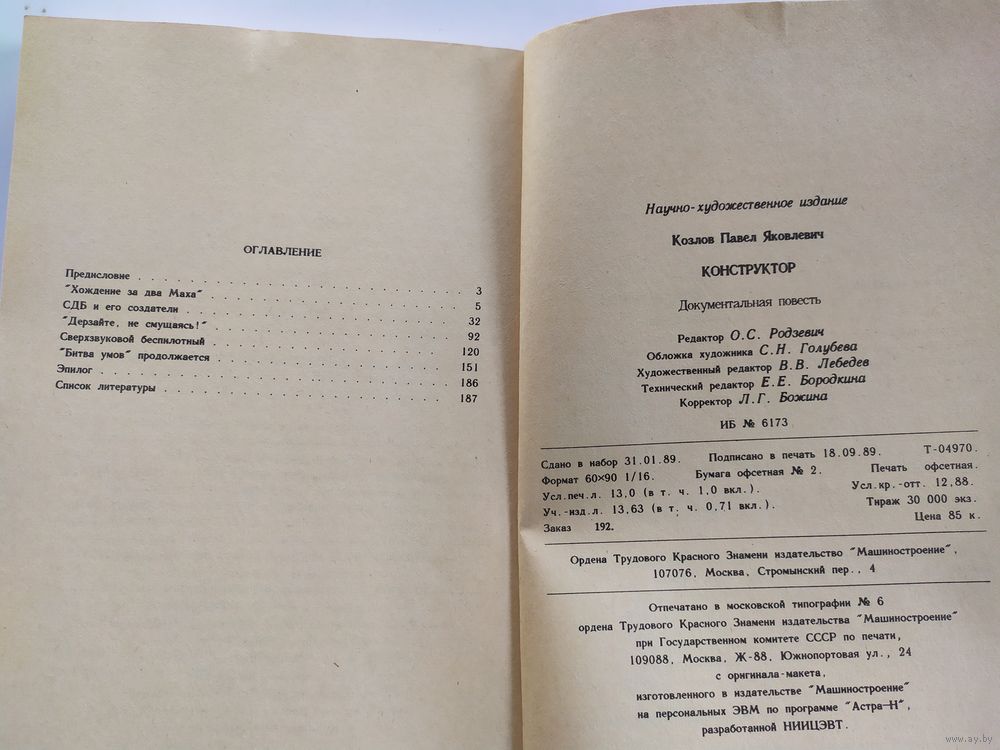 ОГЛАВЛЕНИЕ
Предисловие . . . . . . . . . . 3
"Хождение за два Маха" . . . . . . . . . . 5
СДБ и его создатели . . . . . . . . . . 32
"Дерзайте, не смущаясь!" . . . . . . . . . . 92
Сверхзвуковой беспилотный . . . . . . . . . . 120
"Битва умов" продолжается . . . . . . . . . . 151
Эпилог . . . . . . . . . . 186
Список литературы . . . . . . . . . . 187
Научно-художественное издание
Козлов Павел Яковлевич
КОНСТРУКТОР
Документальная повесть
Редактор О.С. Родзевич
Обложка художника С.Н. Голубева
Художественный редактор В.В. Лебедев
Технический редактор Е.Е. Бородкина
Корректор Л.Г. Божина
ИБ № 6173
Сдано в набор 31.01.89. Подписано в печать 18.09.89. Т-04970.
Формат 60×90 1/16. Бумага офсетная № 2. Печать офсетная.
Усл.печ.л. 13,0 (в т. ч. 1,0 вкл.). Усл.кр.-отт. 12,88.
Уч.-изд.л. 13,63 (в т. ч. 0,71 вкл.). Тираж 30 000 экз.
Заказ 192. Цена 85 к.
Ордена Трудового Красного Знамени издательство "Машиностроение",
107076, Москва, Стромынский пер., 4
Отпечатано в московской типографии № 6
ордена Трудового Красного Знамени издательства "Машиностроение"
при Государственном комитете СССР по печати,
109088, Москва, Ж-88, Южнопортовая ул., 24
с оригинала-макета,
изготовленного в издательстве "Машиностроение"
на персональных ЭВМ по программе "Астра-Н",
разработанной НИИЦЭВТ.
www.ay.by